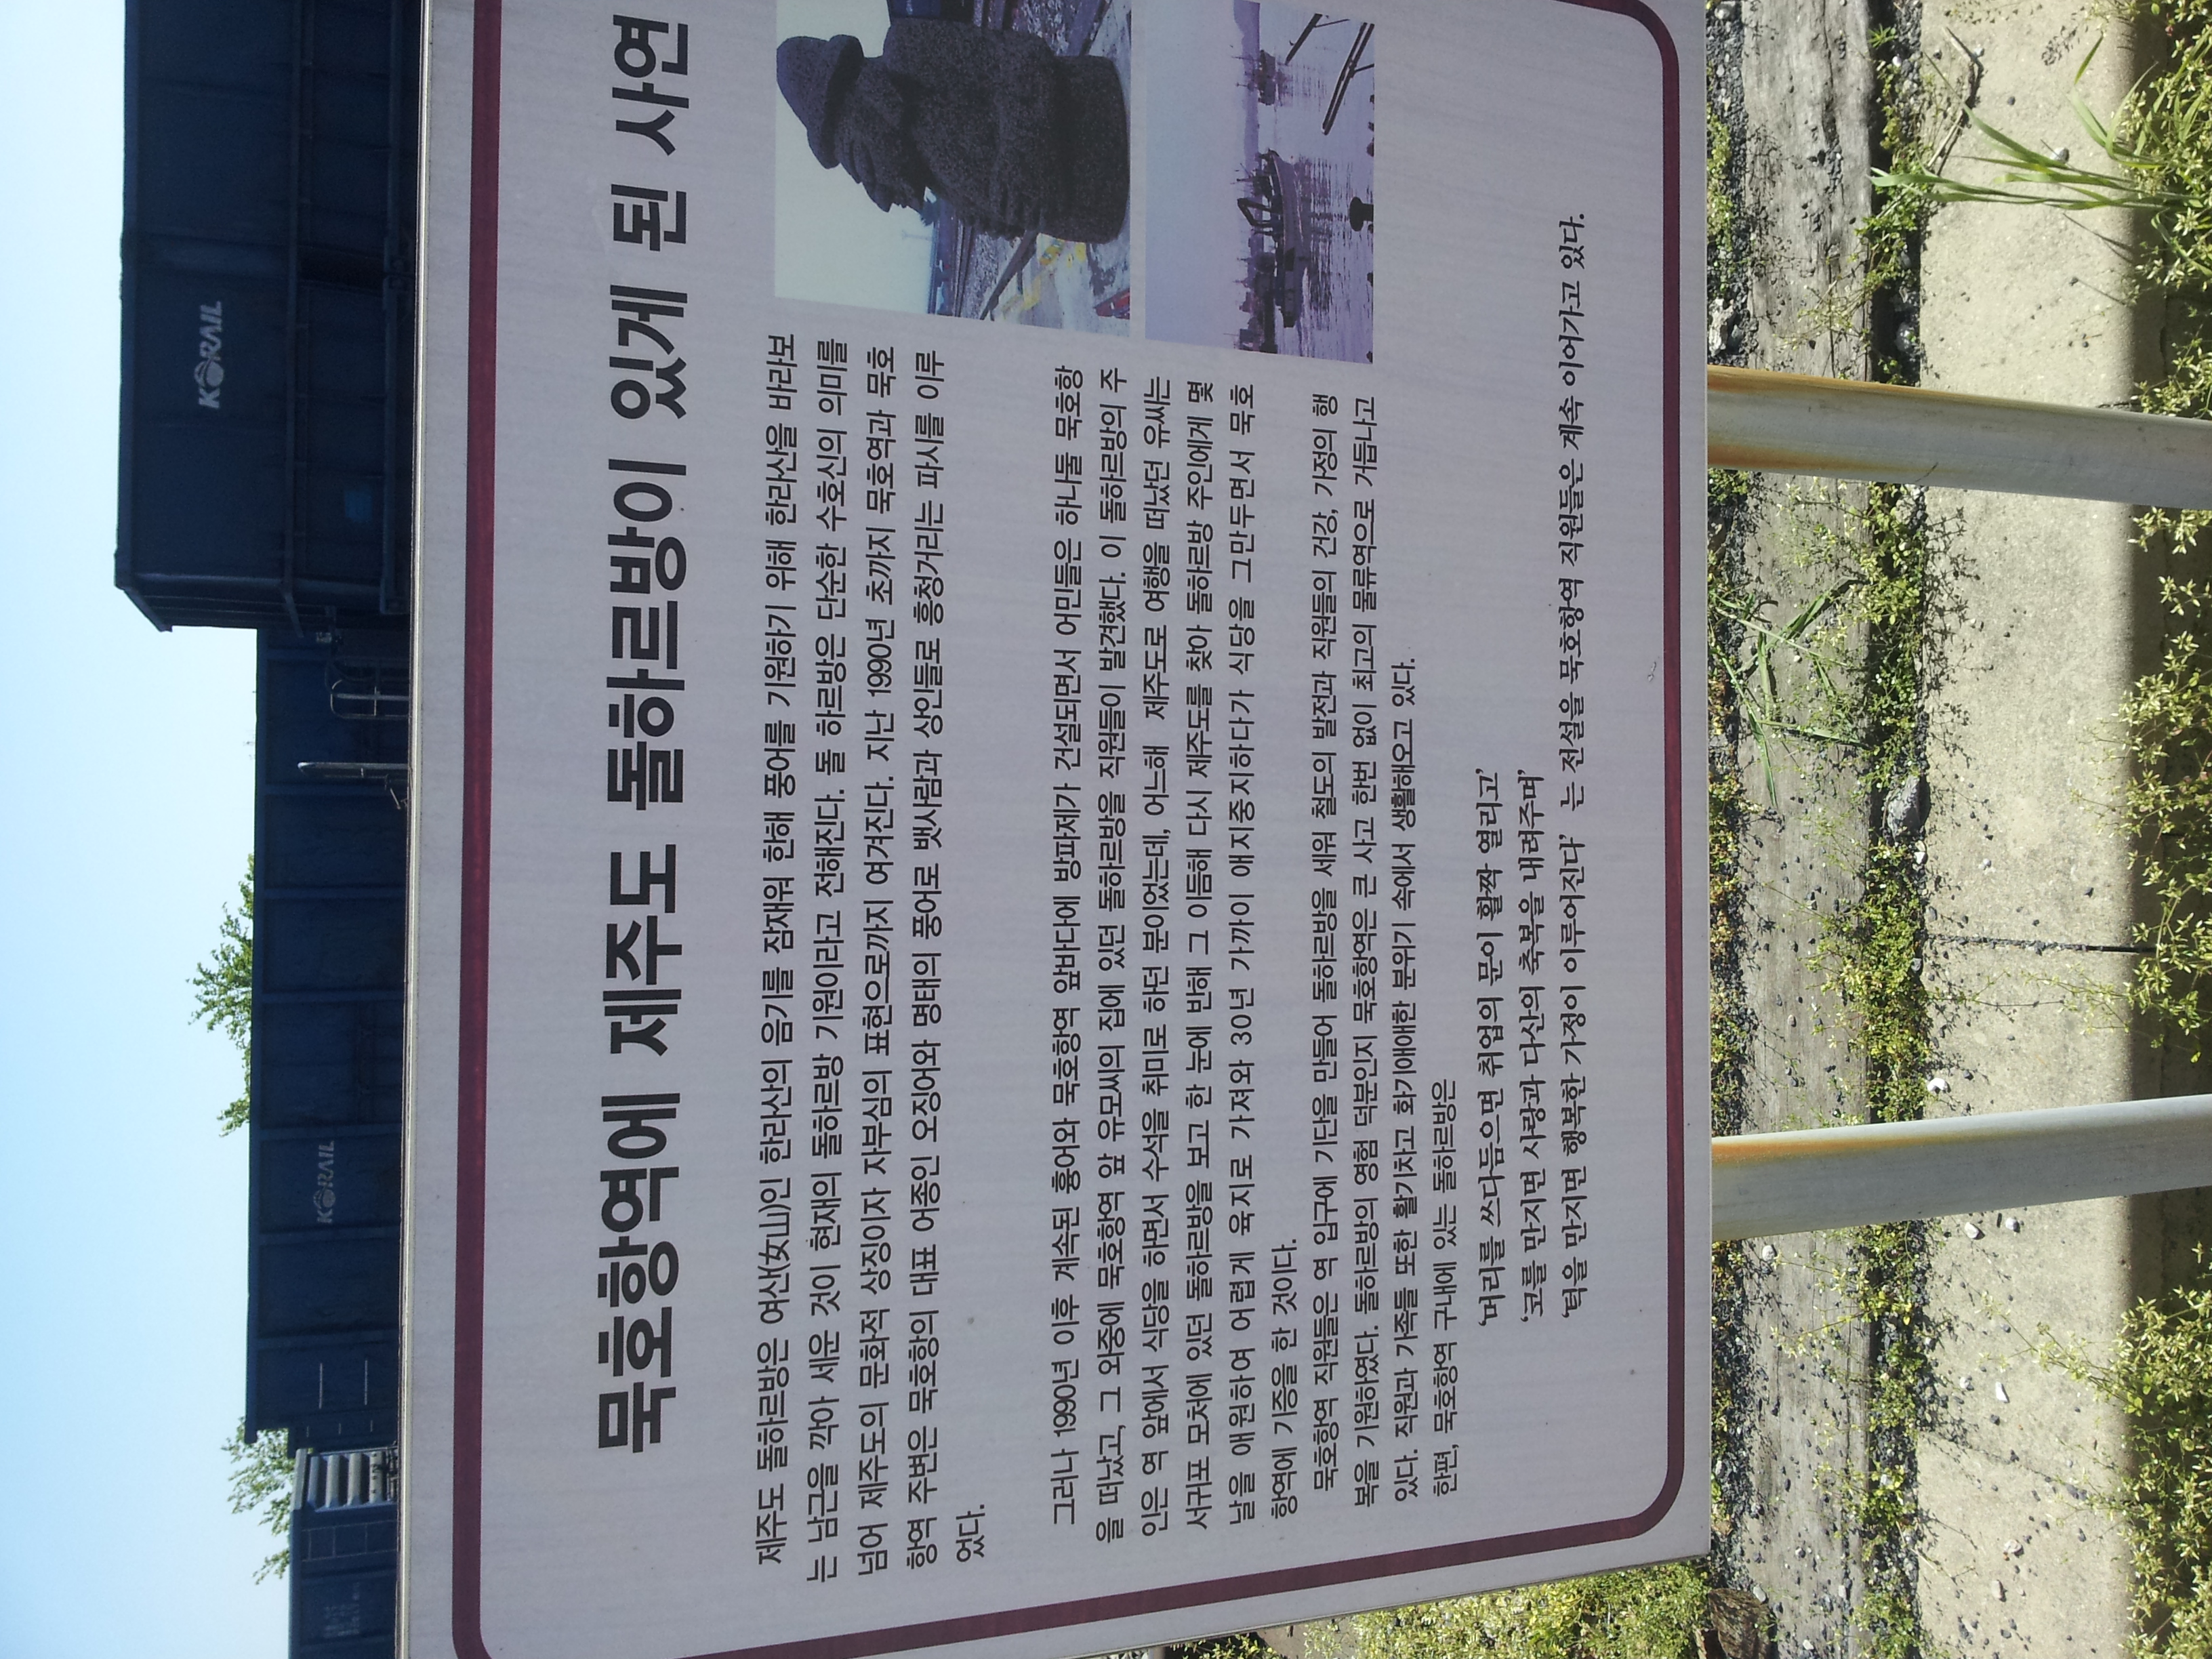 KORAIL
KORAIL
묵호항역에 제주도 돌하르방이 있게 된 사연
제주도 돌하르방은 여산(女山)인 한라산의 음기를 잠재워 한해 풍어를 기원하기 위해 한라산을 바라보
는 남근을 깍아 세운 것이 현재의 돌하르방 기원이라고 전해진다. 돌 하르방은 단순한 수호신의 의미를
넘어 제주도의 문화적 상징이자 자부심의 표현으로까지 여겨진다. 지난 1990년 초까지 묵호역과 묵호
항역 주변은 묵호항의 대표 어종인 오징어와 명태의 풍어로 뱃사람과 상인들로 흥청거리는 파시를 이루
었다.
그러나 1990년 이후 계속된 흉어와 묵호항역 앞바다에 방파제가 건설되면서 어민들은 하나둘 묵호항
을 떠났고, 그 와중에 묵호항역 앞 유모씨의 집에 있던 돌하르방을 직원들이 발견했다. 이 돌하르방의 주
인은 역 앞에서 식당을 하면서 수석을 취미로 하던 분이었는데, 어느해 제주도로 여행을 떠났던 유씨는
서귀포 모처에 있던 돌하르방을 보고 한 눈에 반해 그 이듬해 다시 제주도를 찾아 돌하르방 주인에게 몇
날을 애원하여 어렵게 육지로 가져와 30년 가까이 애지중지하다가 식당을 그만두면서 묵호
항역에 기증을 한 것이다.
묵호항역 직원들은 역 입구에 기단을 만들어 돌하르방을 세워 철도의 발전과 직원들의 건강, 가정의 행
복을 기원하였다. 돌하르방의 영험 덕분인지 묵호항역은 큰 사고 한번 없이 최고의 물류역으로 거듭나고
있다. 직원과 가족들 또한 활기차고 화기애애한 분위기 속에서 생활해오고 있다.
한편, 묵호항역 구내에 있는 돌하르방은
'머리를 쓰다듬으면 취업의 문이 활짝 열리고'
'코를 만지면 사랑과 다산의 축복을 내려주며'
'턱을 만지면 행복한 가정이 이루어진다' 는 전설을 묵호항역 직원들은 계속 이어가고 있다.